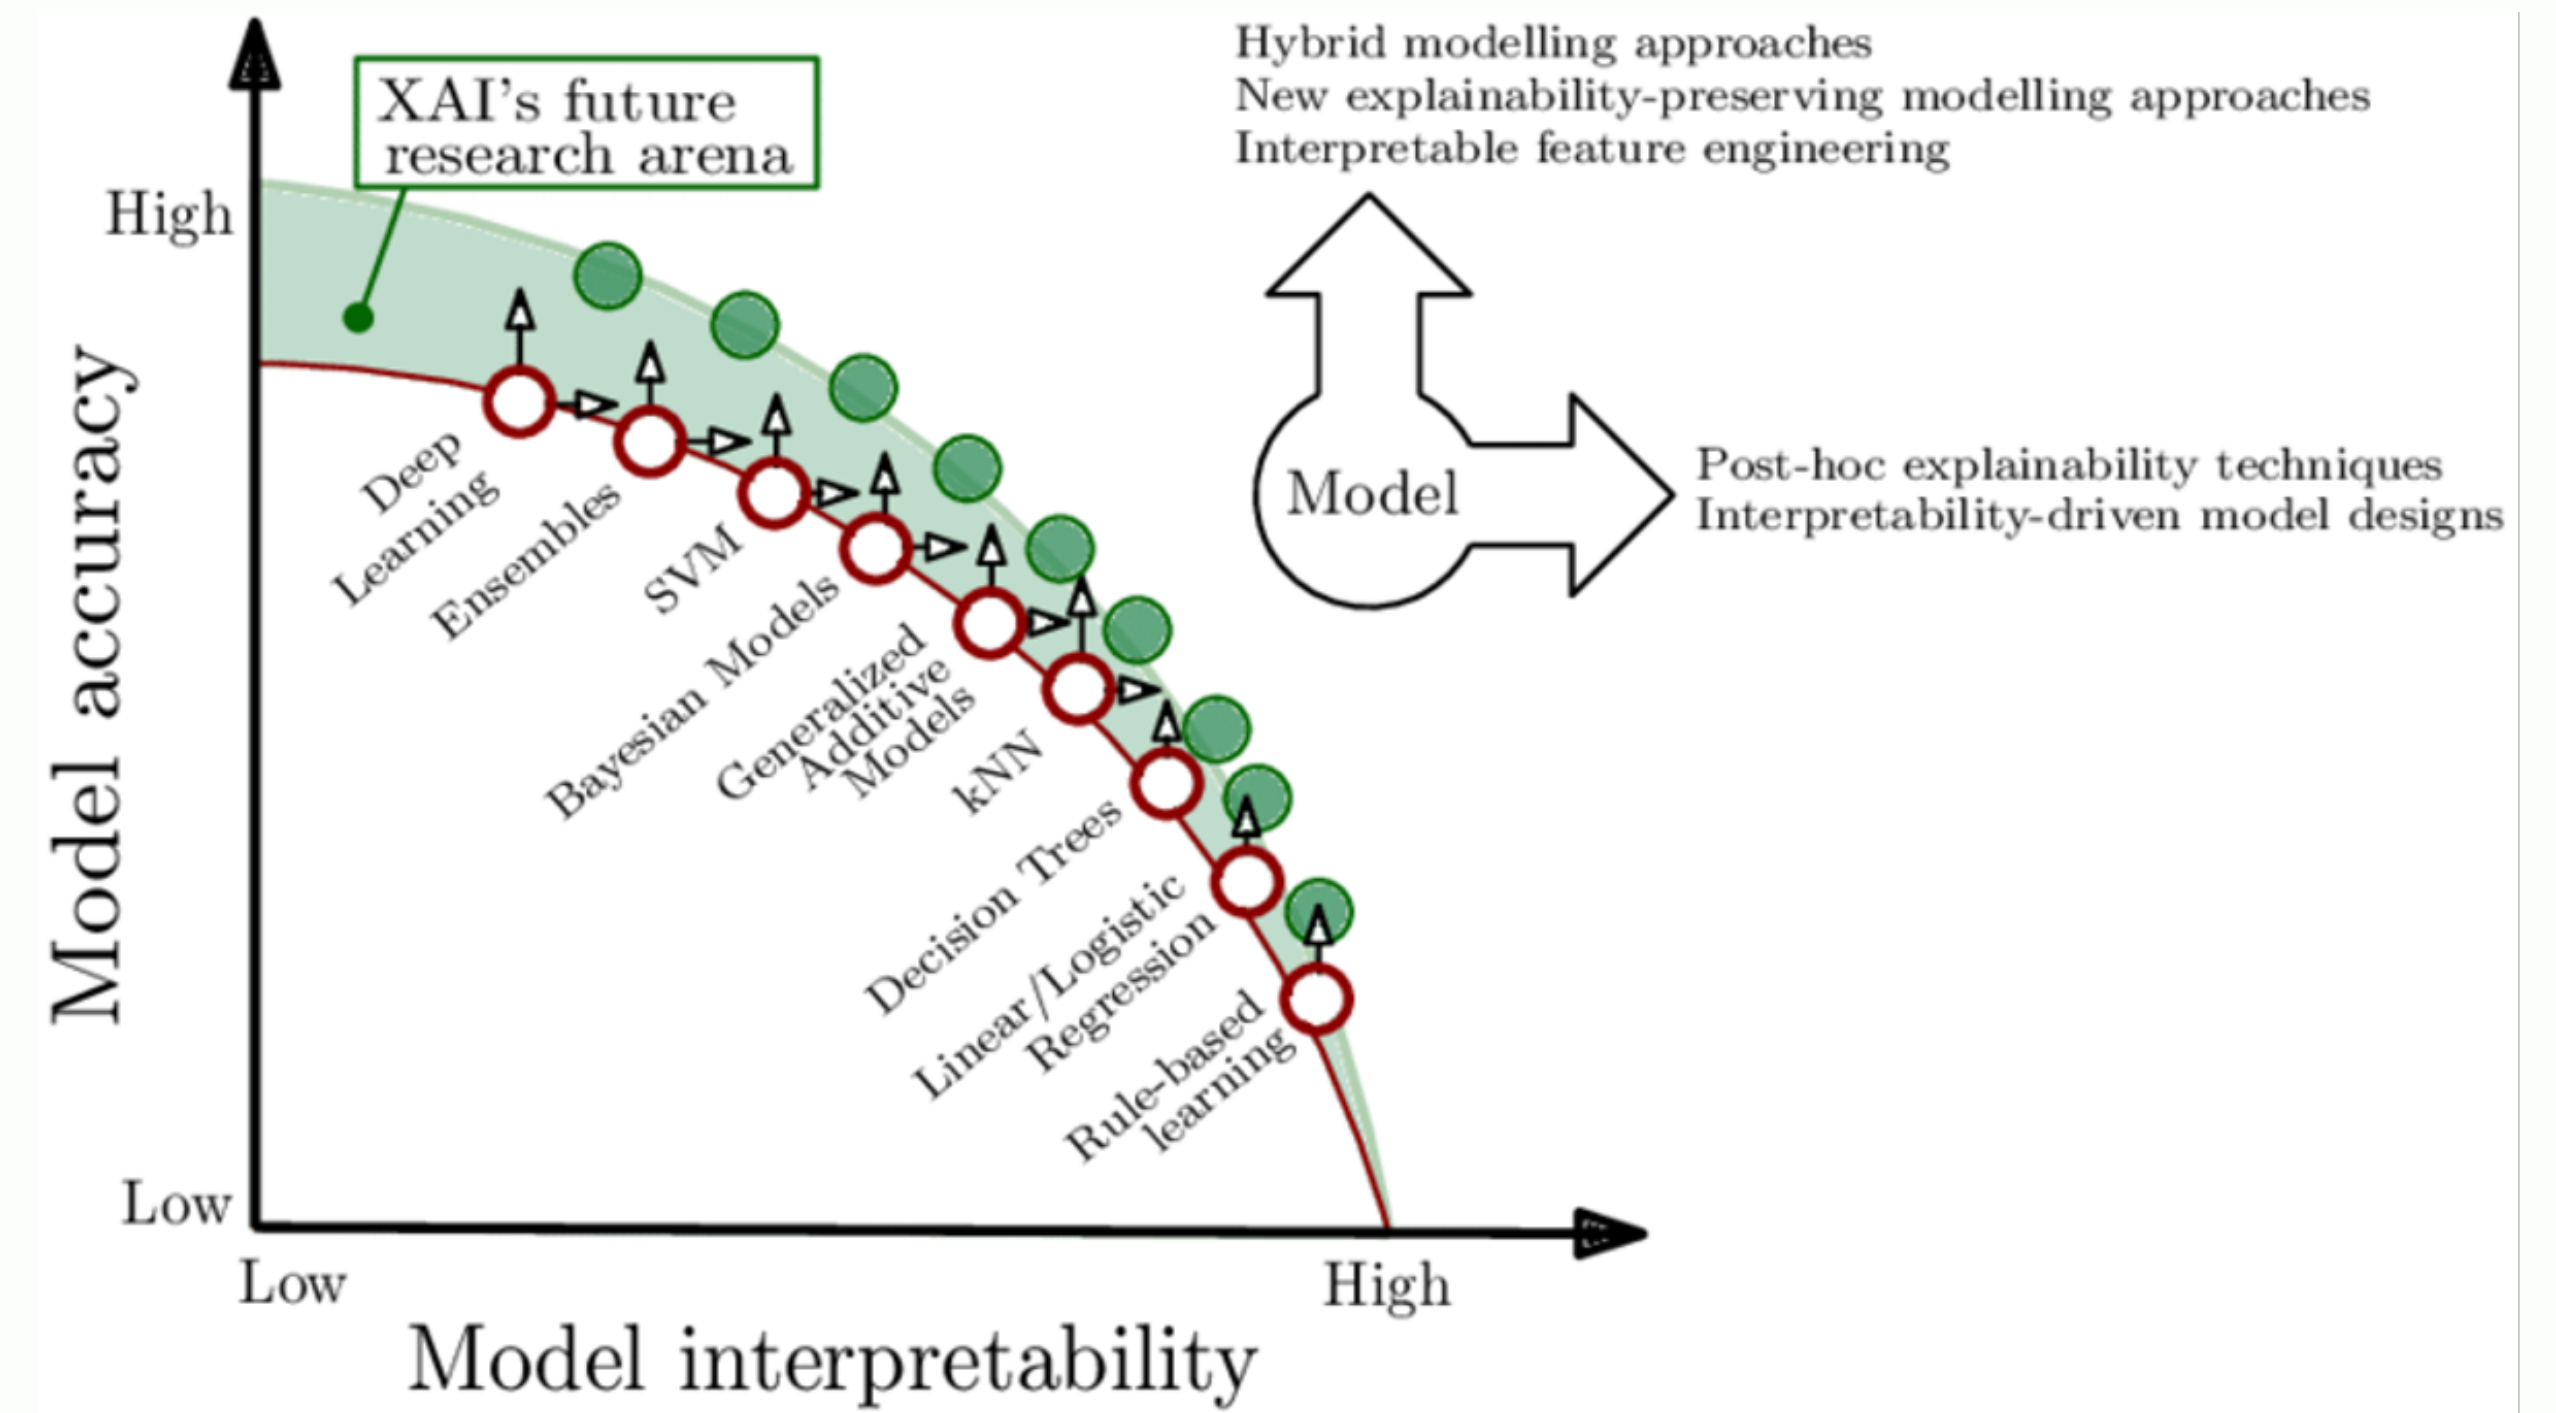 XAI's future
research arena
Hybrid modelling approaches
New explainability-preserving modelling approaches
Interpretable feature engineering
High
Model accuracy
Deep
Learning
Ensembles
SVM
Bayesian Models
Generalized
Additive
Models
kNN
Decision Trees
Linear/Logistic
Regression
Rule-based
learning
Model
Post-hoc explainability techniques
Interpretability-driven model designs
Low
Low
High
Model interpretability